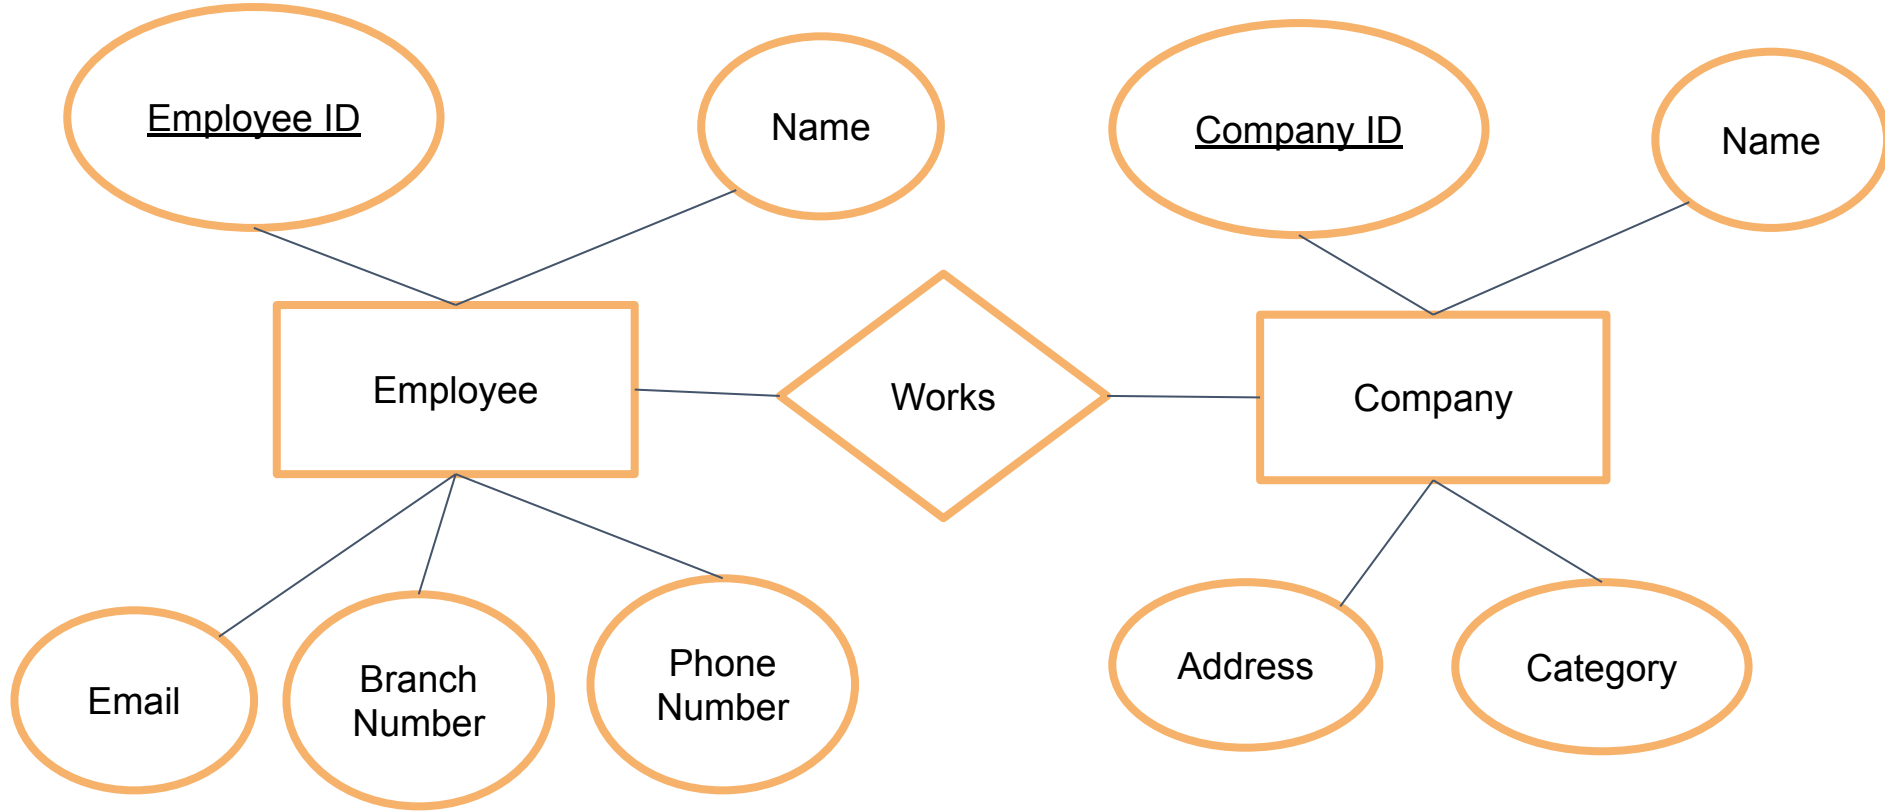 Employee ID
Name
Company ID
Name
Employee
Works
Company
Email
Branch
Number
Phone
Number
Address
Category